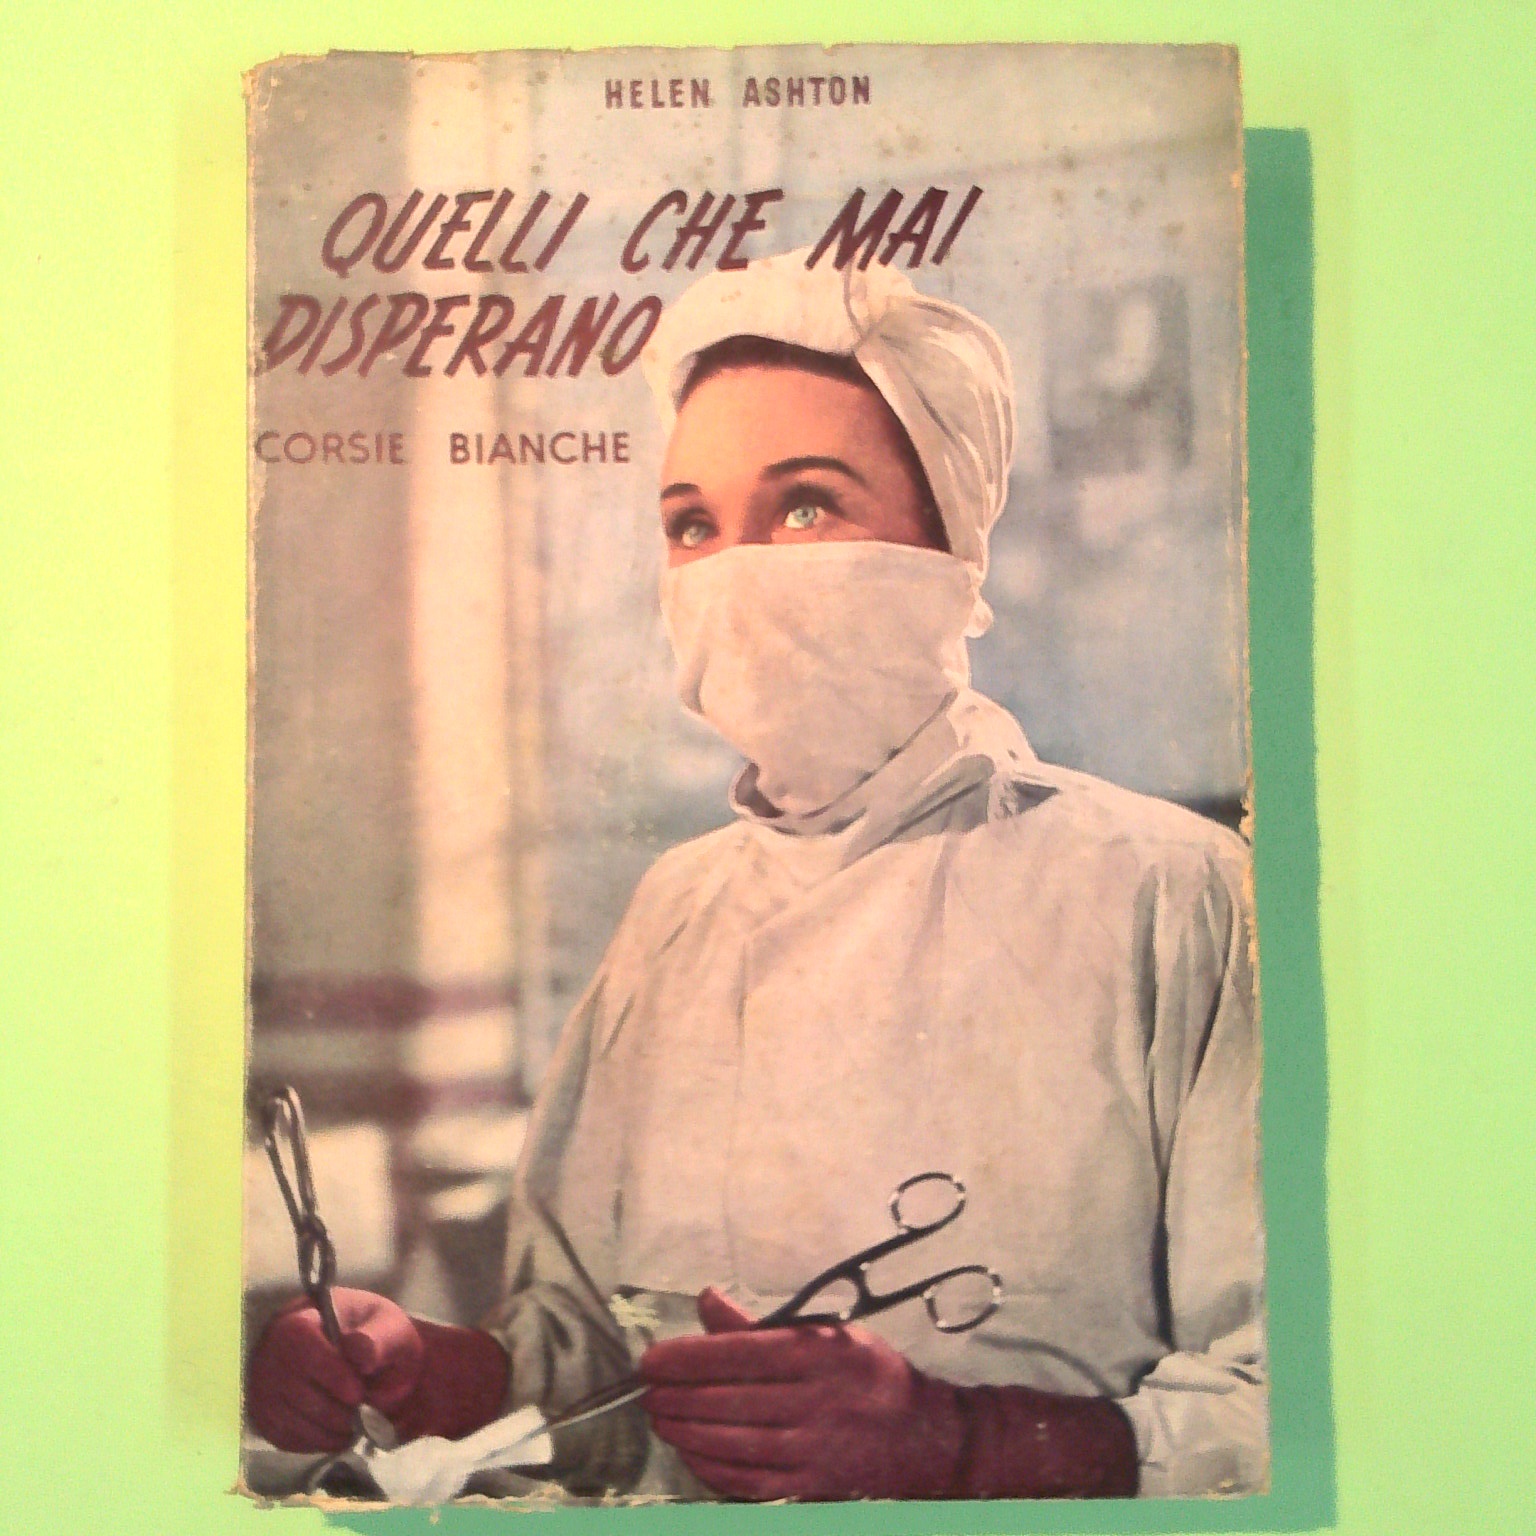 HELEN ASHTON
QUELLI CHE MAI
DISPERANO
CORSIE BIANCHE